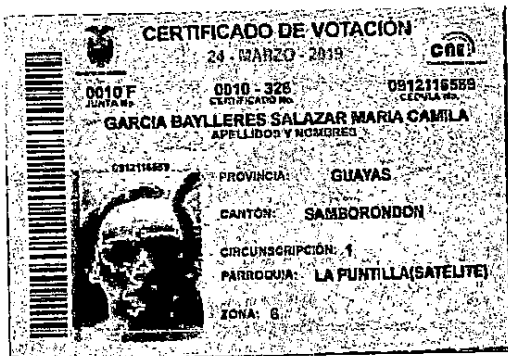 CERTIFICADO DE VOTACIÓN
24 - MARZO - 2019
CNE
0010 F
JUNTA No.
0010 - 326
CERTIFICADO No.
0912116589
CÉDULA No.
GARCIA BAYLLERES SALAZAR MARIA CAMILA
APELLIDOS Y NOMBRES
0912116589
PROVINCIA: GUAYAS
CANTÓN: SAMBORONDON
CIRCUNSCRIPCIÓN: 1
PARROQUIA: LA PUNTILLA(SATELITE)
ZONA: 6